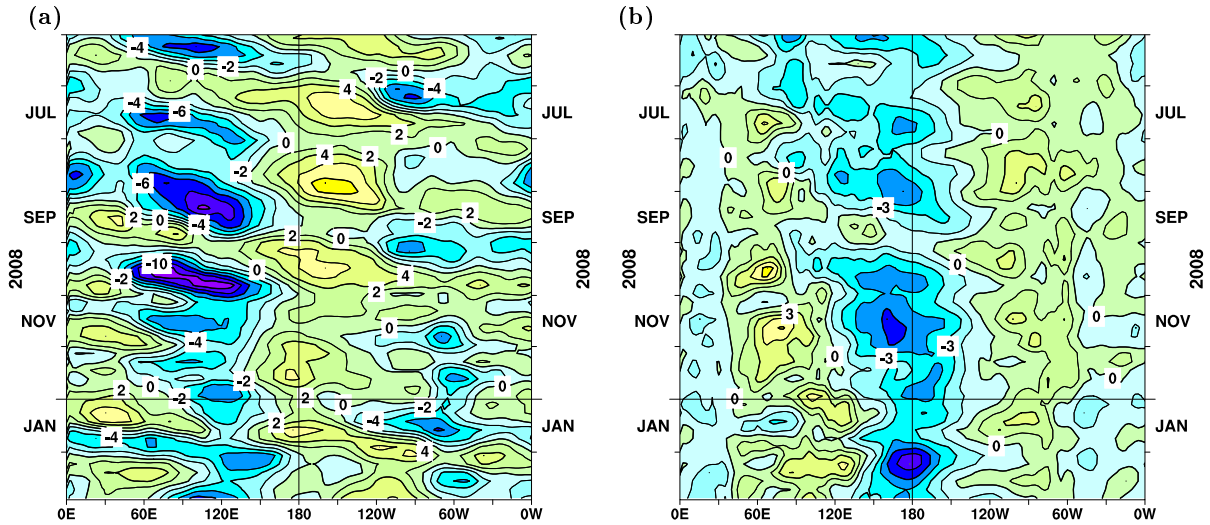 (a) (b)
-4 0 -2 -2 0 4 -4
JUL -4 -6 0 2 0 JUL JUL 0 JUL
-2 4 2 0 0
-6
SEP 2 0 -4 -2 2 SEP SEP -3 SEP
2008 -2 -10 0 2 0 4 2008 2008 0 2008
2
NOV -4 0 NOV NOV 3 0 NOV
0 -3 -3
2 0 -2 -2 2 0 0 0 0
JAN -4 2 -4 -2 4 JAN JAN 0 JAN
0E 60E 120E 180 120W 60W 0W 0E 60E 120E 180 120W 60W 0W